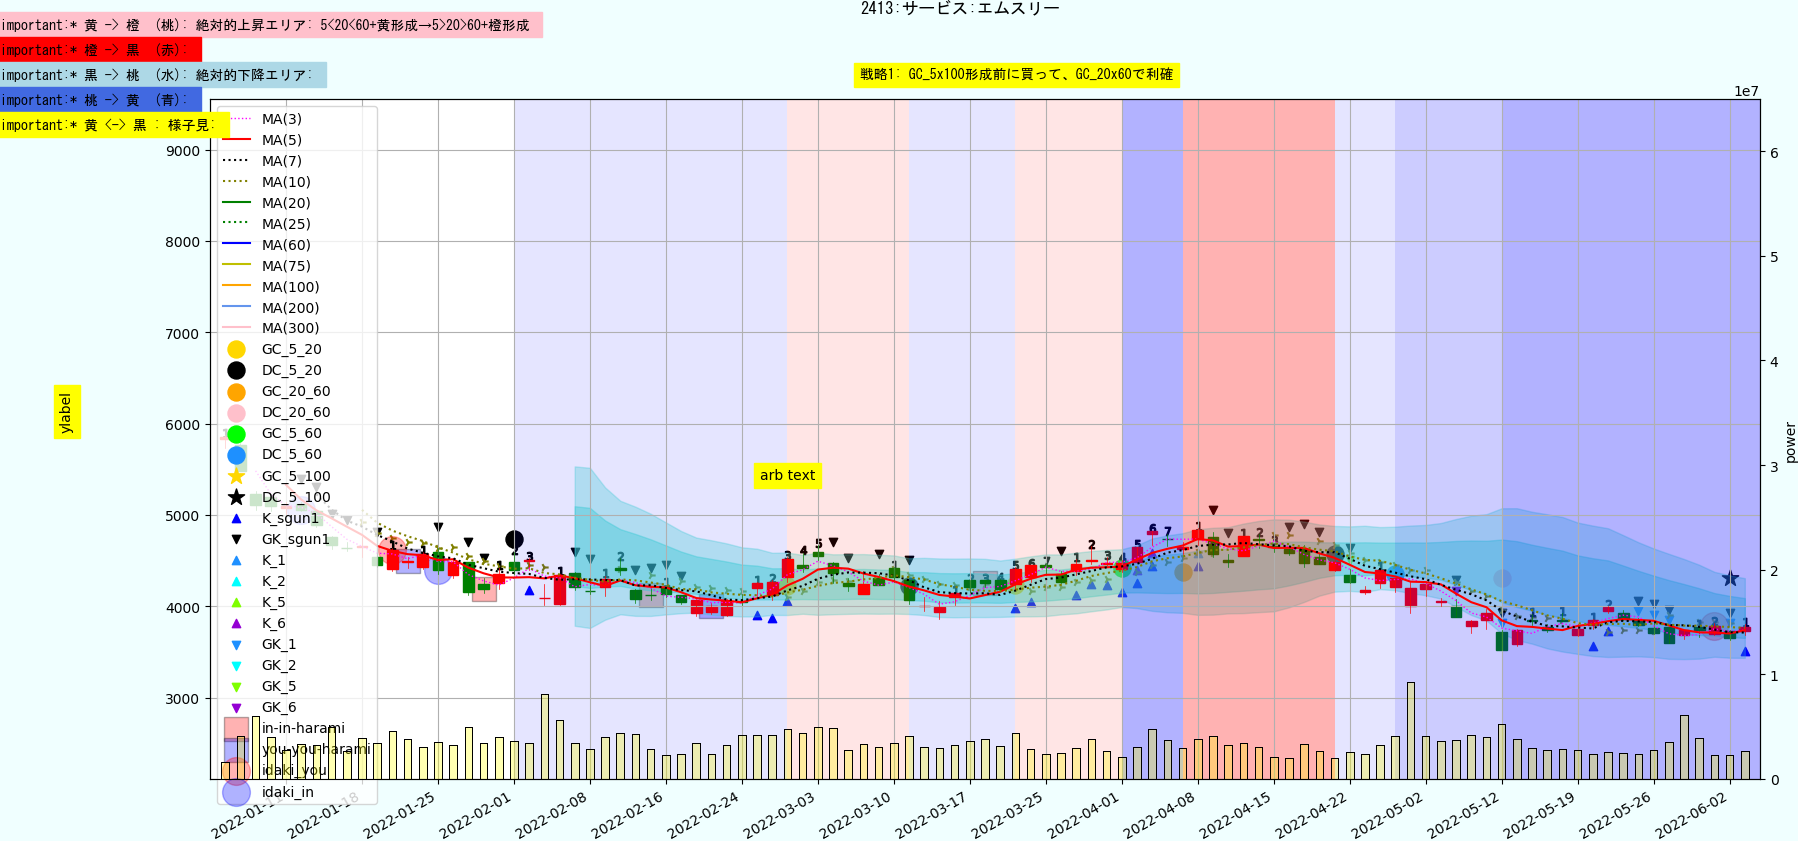 2413:サービス:エムスリー
important:* 黄 -> 橙 (桃): 絶対的上昇エリア: 5<20<60+黄形成→5>20>60+橙形成
important:* 橙 -> 黒 (赤):
important:* 黒 -> 桃 (水): 絶対的下降エリア:
戦略1: GC_5x100形成前に買って、GC_20x60で利確
important:* 桃 -> 黄 (青):
important:* 黄 <-> 黒 : 様子見:
1e7
MA(3)
MA(5)
MA(7)
MA(10)
MA(20)
MA(25)
MA(60)
MA(75)
MA(100)
MA(200)
MA(300)
GC_5_20
DC_5_20
GC_20_60
DC_20_60
GC_5_60
DC_5_60
GC_5_100
DC_5_100
K_sgun1
GK_sgun1
K_1
K_2
K_5
K_6
GK_1
GK_2
GK_5
GK_6
in-in-harami
you-you-harami
idaki_you
idaki_in
9000
8000
7000
6000
5000
4000
3000
ylabel
arb text
6
5
4
3
2
1
0
power
2022-01-11
2022-01-18
2022-01-25
2022-02-01
2022-02-08
2022-02-16
2022-02-24
2022-03-03
2022-03-10
2022-03-17
2022-03-25
2022-04-01
2022-04-08
2022-04-15
2022-04-22
2022-05-02
2022-05-12
2022-05-19
2022-05-26
2022-06-02